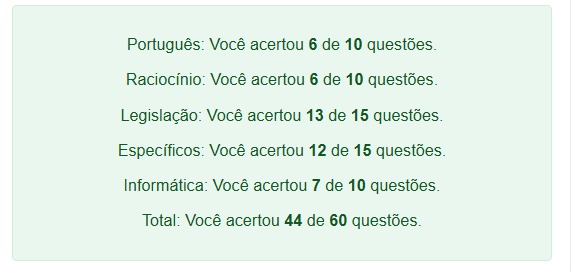 Português: Você acertou 6 de 10 questões.
Raciocínio: Você acertou 6 de 10 questões.
Legislação: Você acertou 13 de 15 questões.
Específicos: Você acertou 12 de 15 questões.
Informática: Você acertou 7 de 10 questões.
Total: Você acertou 44 de 60 questões.